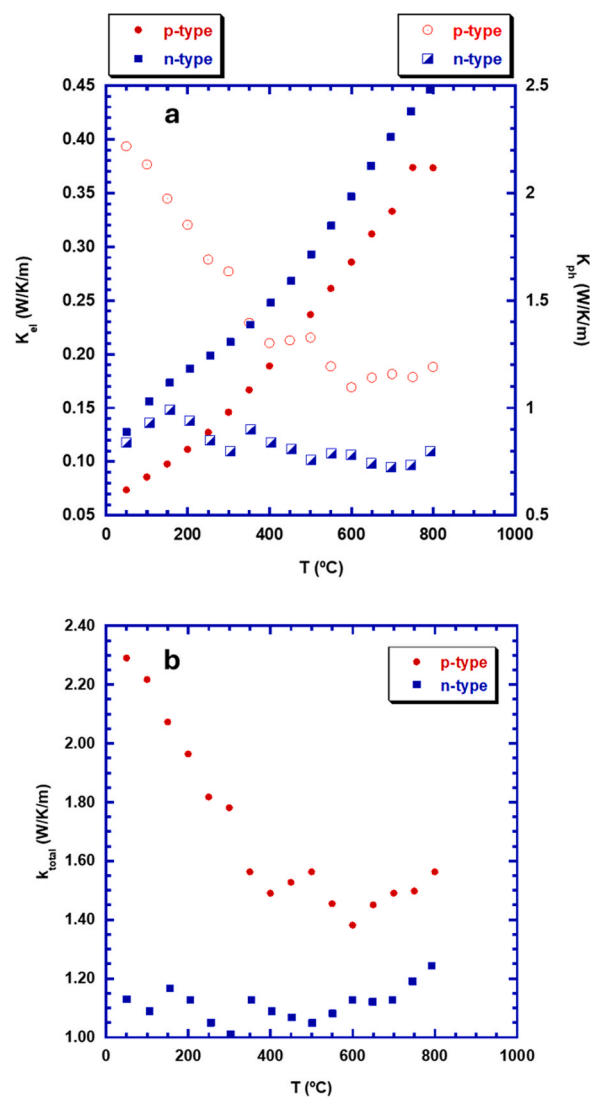 p-type p-type
n-type n-type
a
0.45 2.5
0.40
0.35 2
0.30
0.25 1.5
0.20
0.15 1
0.10
0.05 0.5
K el (W/K/m)
K ph (W/K/m)
0 200 400 600 800 1000
T (ºC)
b
p-type
n-type
2.40
2.20
2.00
1.80
1.60
1.40
1.20
1.00
k total (W/K/m)
0 200 400 600 800 1000
T (ºC)